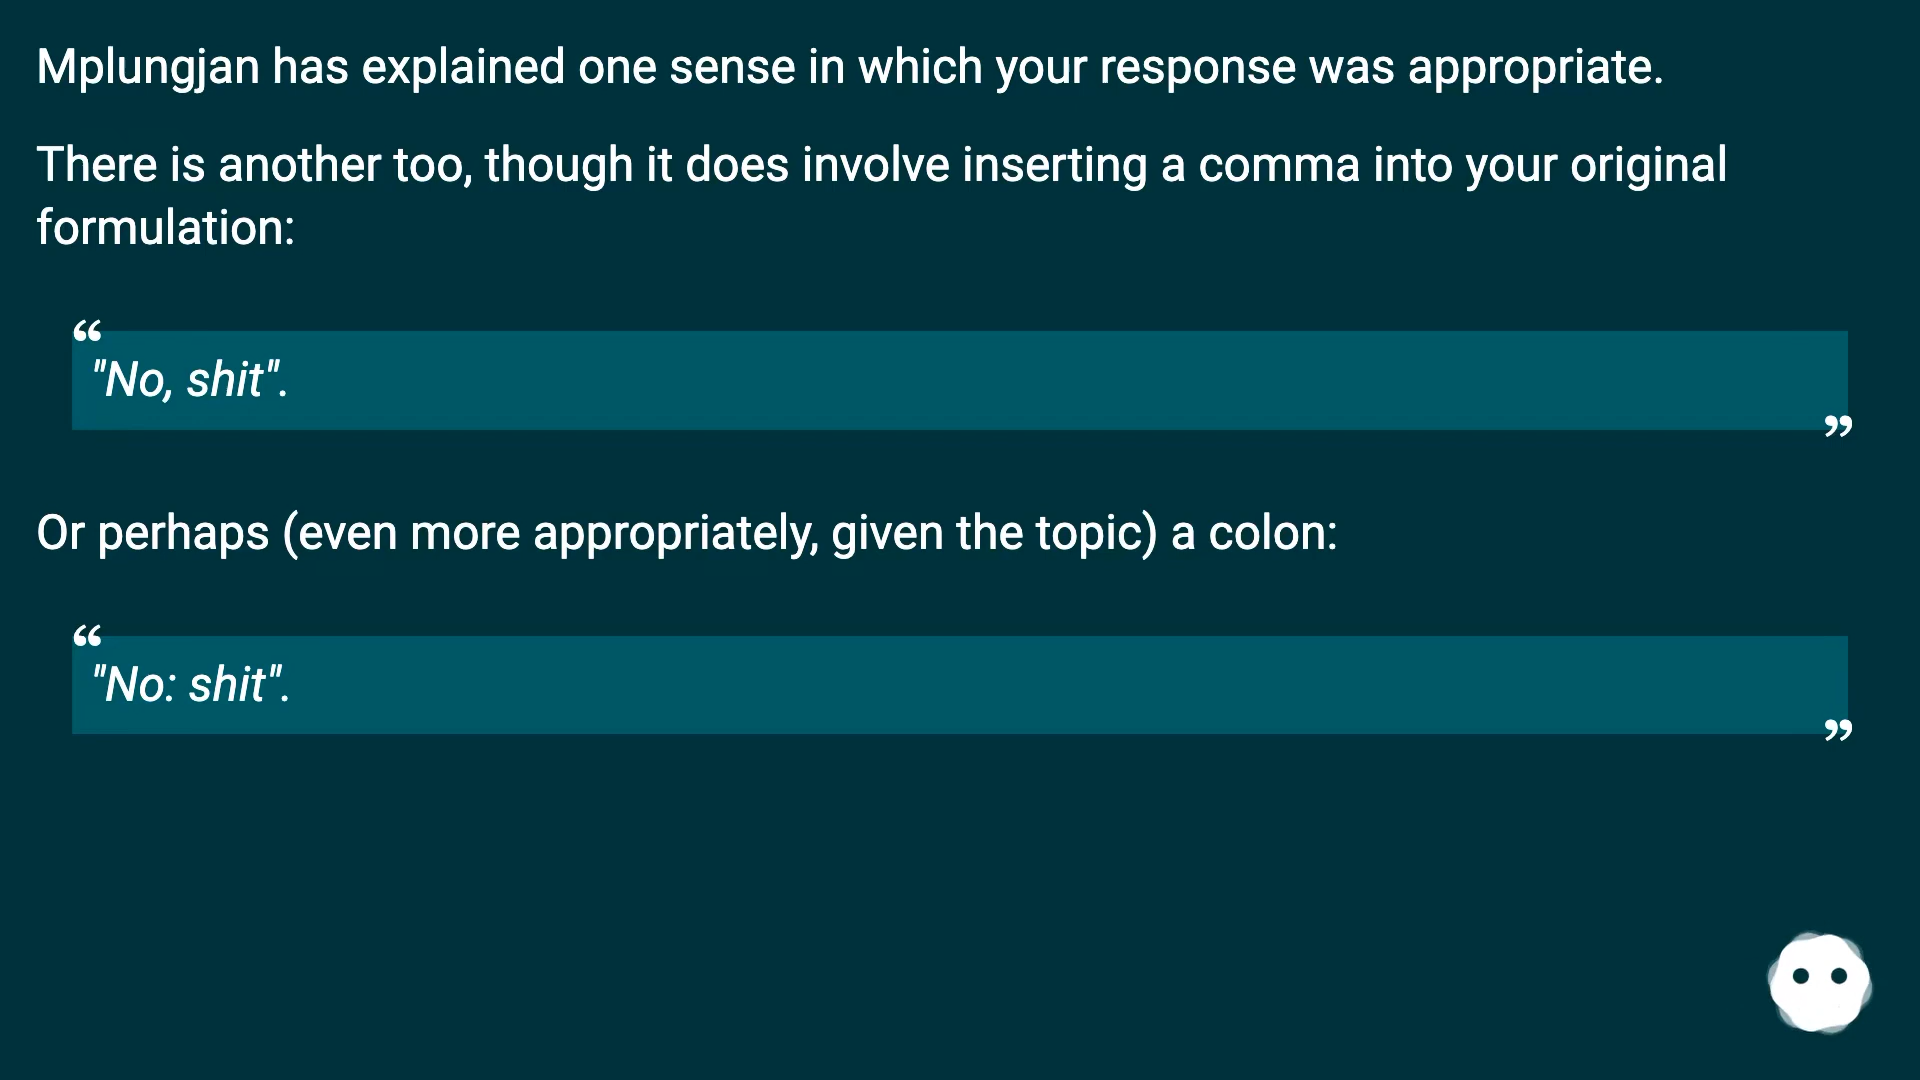 Mplungjan has explained one sense in which your response was appropriate.
There is another too, though it does involve inserting a comma into your original
formulation:
“
"No, shit".
”
Or perhaps (even more appropriately, given the topic) a colon:
“
"No: shit".
”